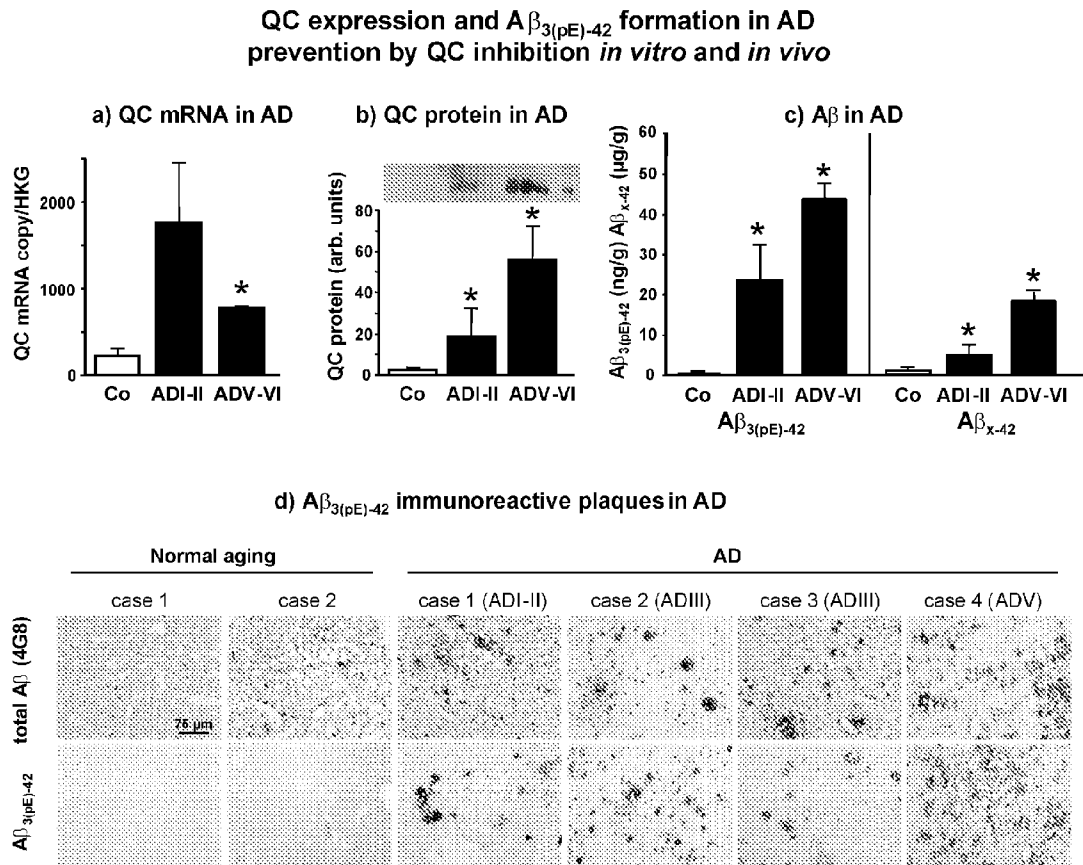 QC expression and Aβ3(pE)-42 formation in AD
prevention by QC inhibition in vitro and in vivo
a) QC mRNA in AD
QC mRNA copy/HKG
2000
1000
0
*
Co ADI-II ADV-VI
b) QC protein in AD
QC protein (arb. units)
80
60
40
20
0
* *
Co ADI-II ADV-VI
c) Aβ in AD
Aβ3(pE)-42 (ng/g) Aβx-42 (µg/g)
60
50
40
30
20
10
0
* * * *
Co ADI-II ADV-VI Co ADI-II ADV-VI
Aβ3(pE)-42 Aβx-42
d) Aβ3(pE)-42 immunoreactive plaques in AD
Normal aging AD
case 1 case 2 case 1 (ADI-II) case 2 (ADIII) case 3 (ADIII) case 4 (ADV)
total Aβ (4G8)
75 µm
Aβ3(pE)-42